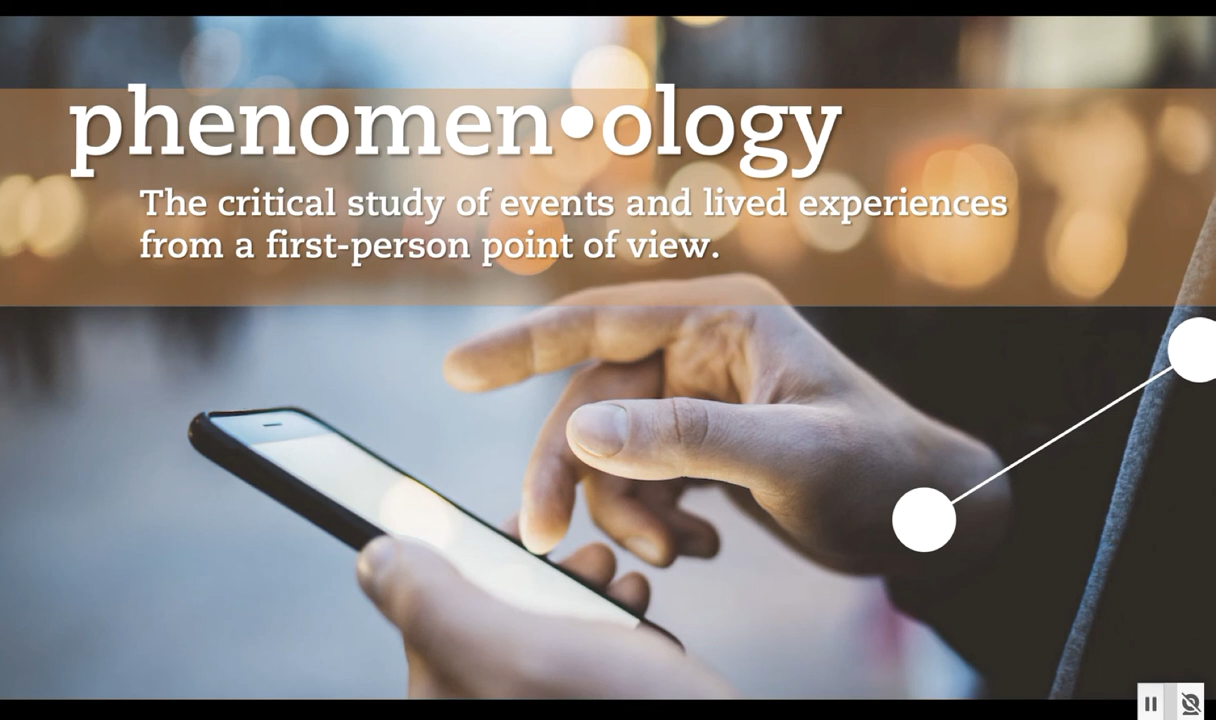 phenomen•ology
The critical study of events and lived experiences
from a first-person point of view.